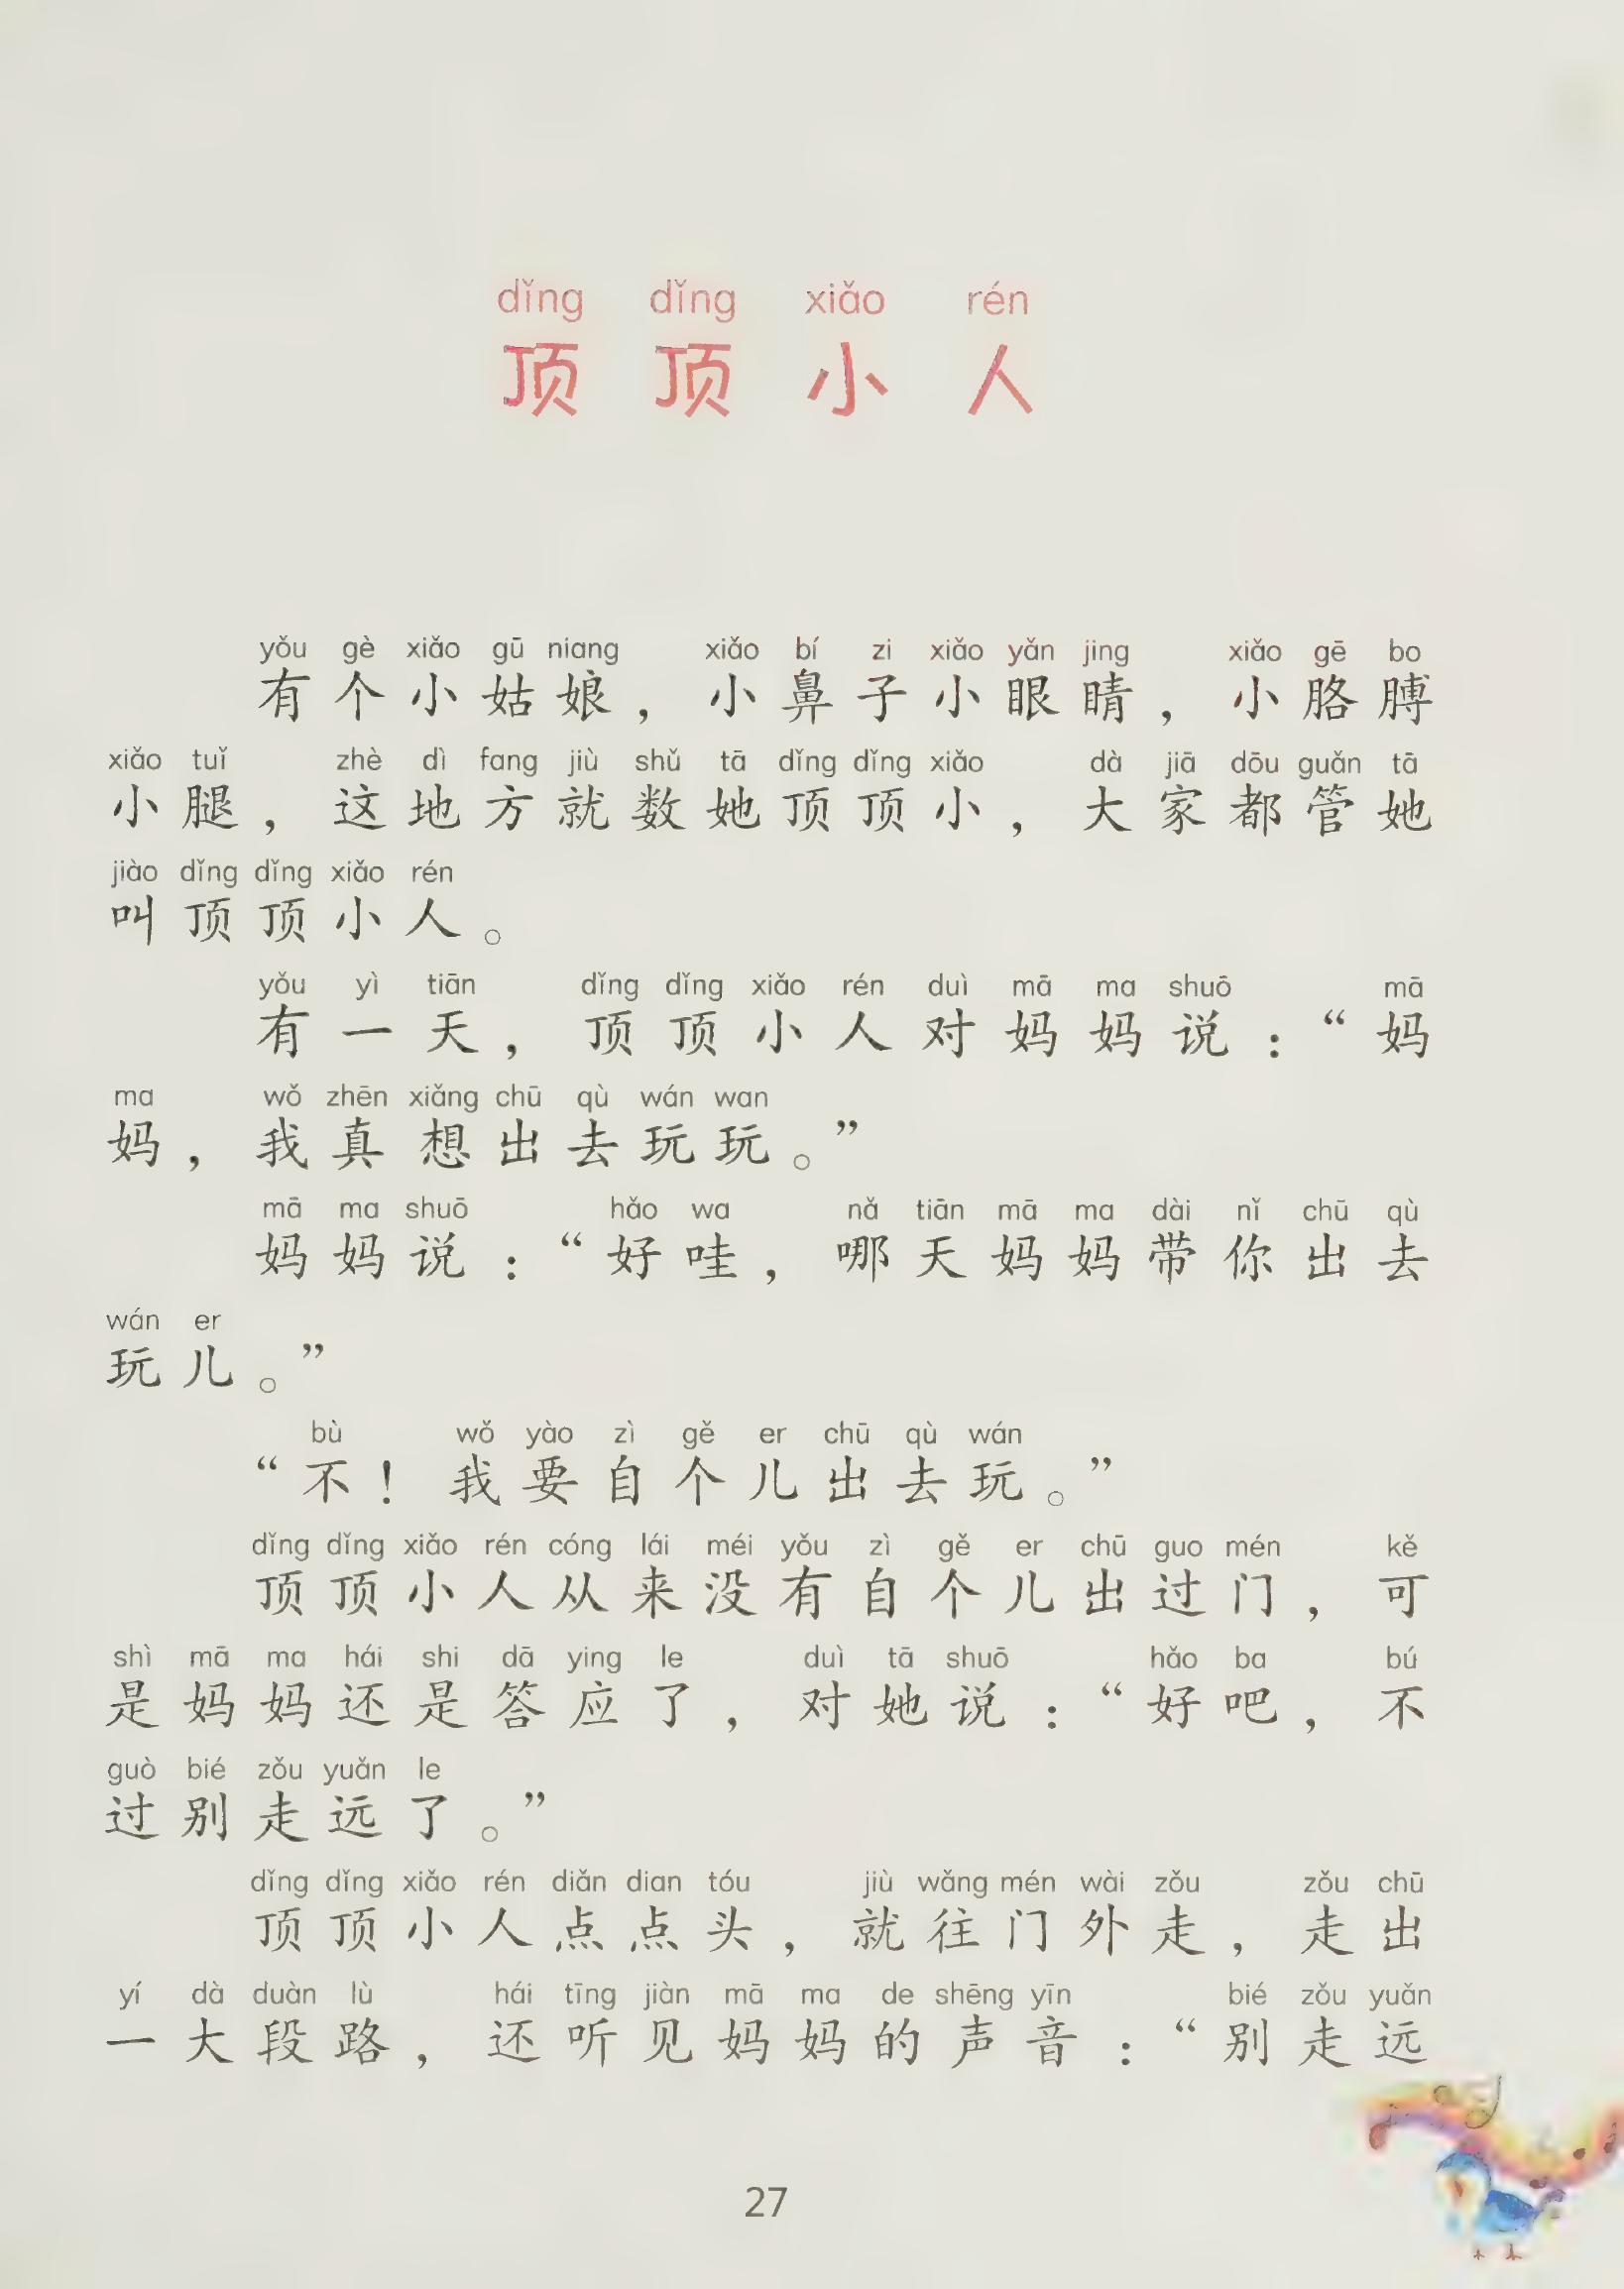 dǐng dǐng xiǎo rén
顶顶小人
yǒu gè xiǎo gū niang xiǎo bí zi xiǎo yǎn jing xiǎo gē bo
有个小姑娘，小鼻子小眼睛，小胳膊
xiǎo tuǐ zhè dì fang jiù shǔ tā dǐng dǐng xiǎo dà jiā dōu guǎn tā
小腿，这地方就数她顶顶小，大家都管她
jiào dǐng dǐng xiǎo rén
叫顶顶小人。
yǒu yì tiān dǐng dǐng xiǎo rén duì mā ma shuō mā
有一天，顶顶小人对妈妈说：“妈
ma wǒ zhēn xiǎng chū qù wán wan
妈，我真想出去玩玩。”
mā ma shuō hǎo wa nǎ tiān mā ma dài nǐ chū qù
妈妈说：“好哇，哪天妈妈带你出去
wán er
玩儿。”
bù wǒ yào zì gě er chū qù wán
“不！我要自个儿出去玩。”
dǐng dǐng xiǎo rén cóng lái méi yǒu zì gě er chū guo mén kě
顶顶小人从来没有自个儿出过门，可
shì mā ma hái shi dā ying le duì tā shuō hǎo ba bú
是妈妈还是答应了，对她说：“好吧，不
guò bié zǒu yuǎn le
过别走远了。”
dǐng dǐng xiǎo rén diǎn dian tóu jiù wǎng mén wài zǒu zǒu chū
顶顶小人点点头，就往门外走，走出
yí dà duàn lù hái tīng jiàn mā ma de shēng yīn bié zǒu yuǎn
一大段路，还听见妈妈的声音：“别走远
27